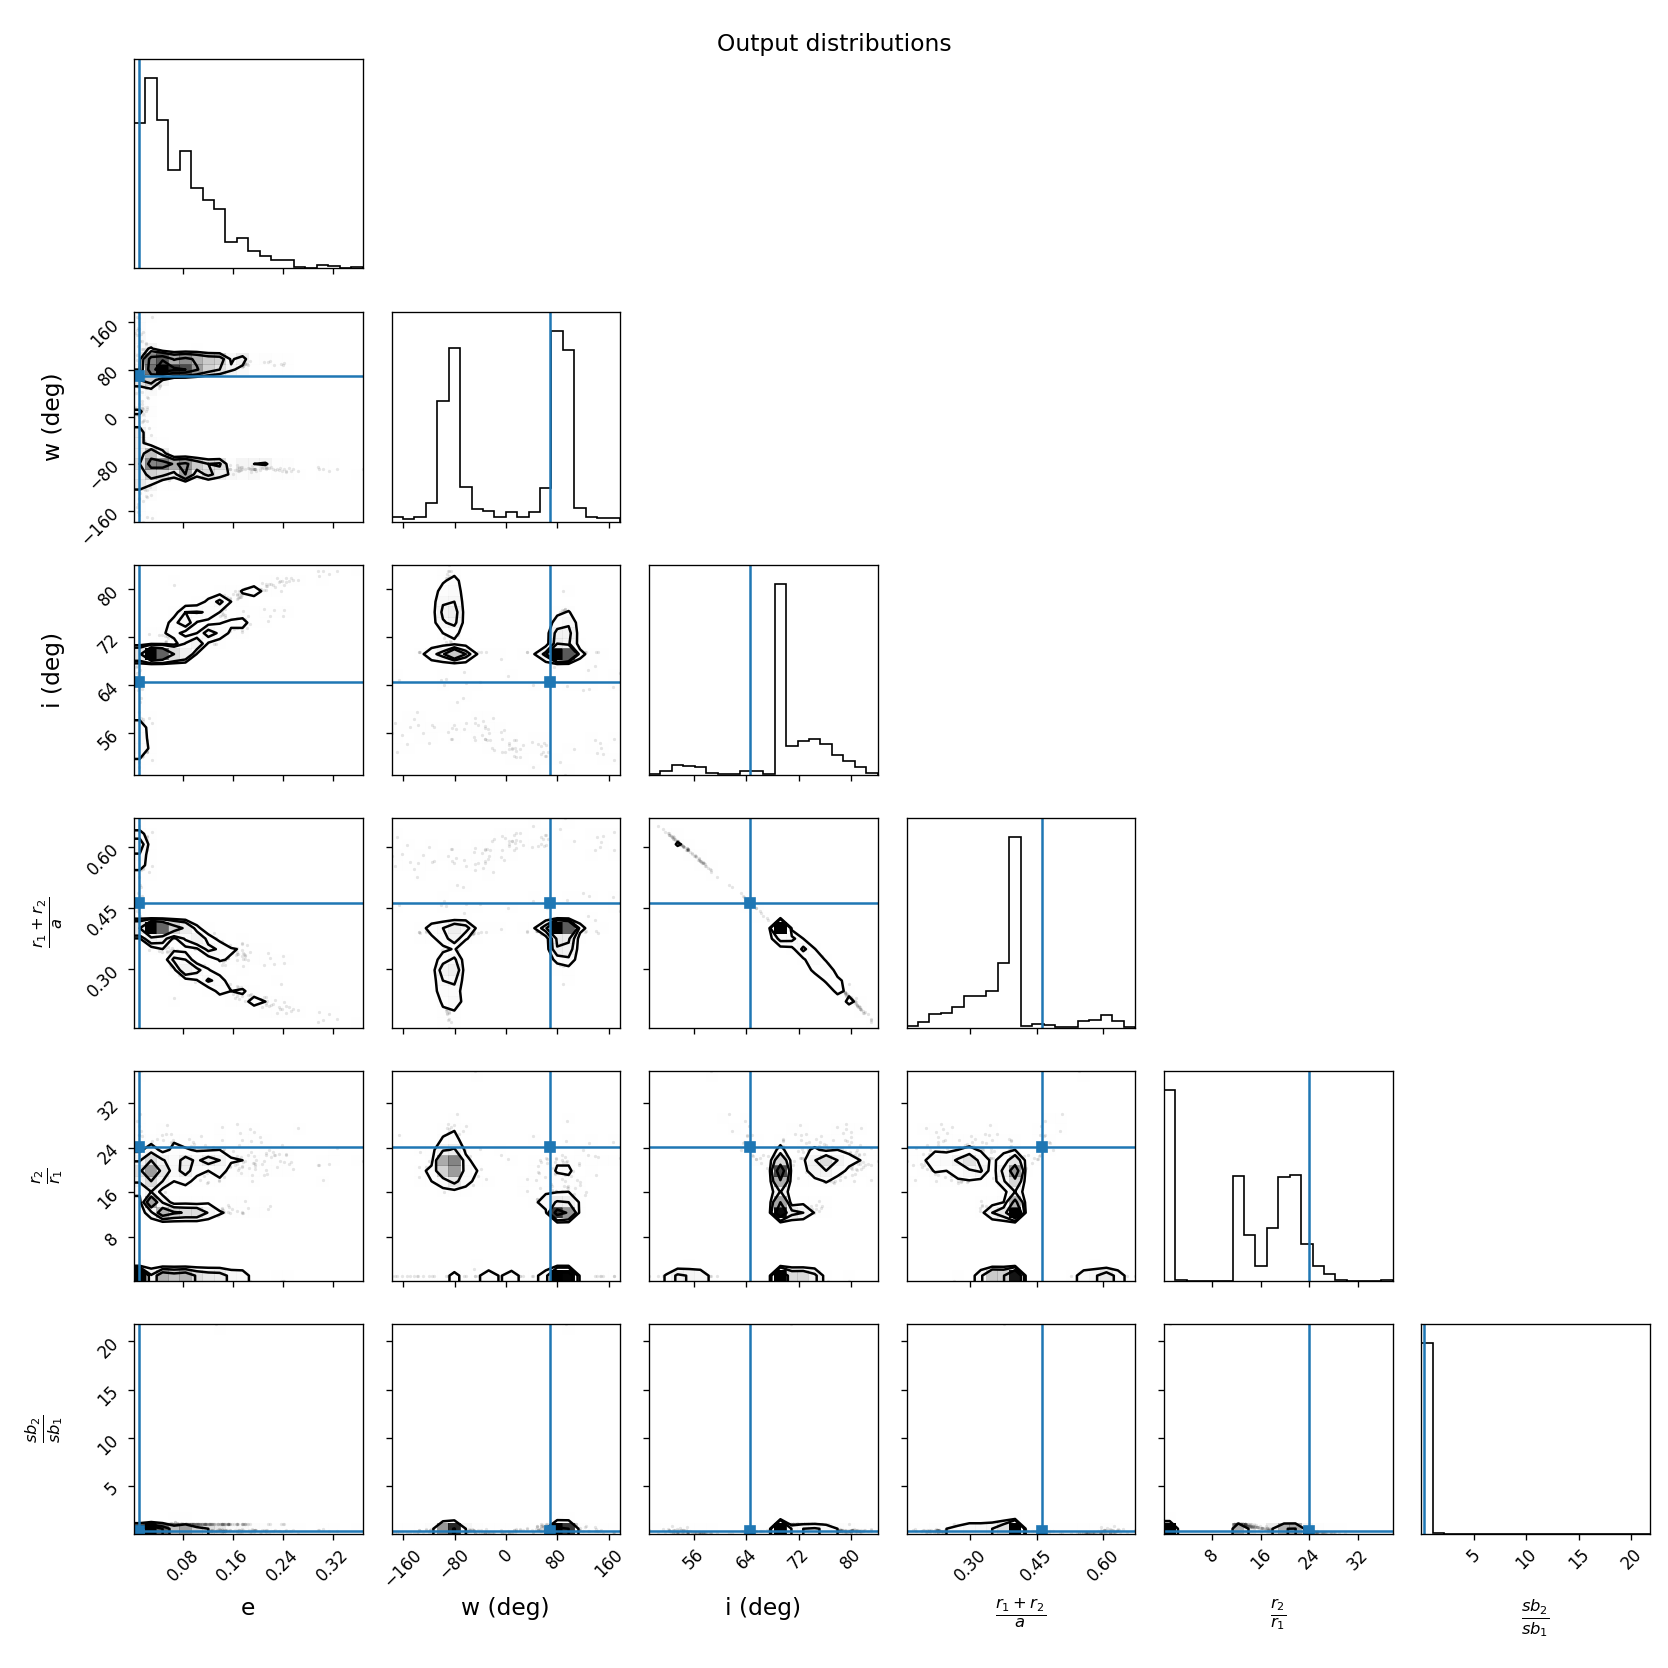 Output distributions
160
80
0
−80
−160
w (deg)
80
72
64
56
i (deg)
0.60
0.45
0.30
r₁ + r₂
a
32
24
16
8
r₂
r₁
20
15
10
5
sb₂
sb₁
0.08 0.16 0.24 0.32
−160 −80 0 80 160
56 64 72 80
0.30 0.45 0.60
8 16 24 32
5 10 15 20
e
w (deg)
i (deg)
r₁ + r₂
a
r₂
r₁
sb₂
sb₁